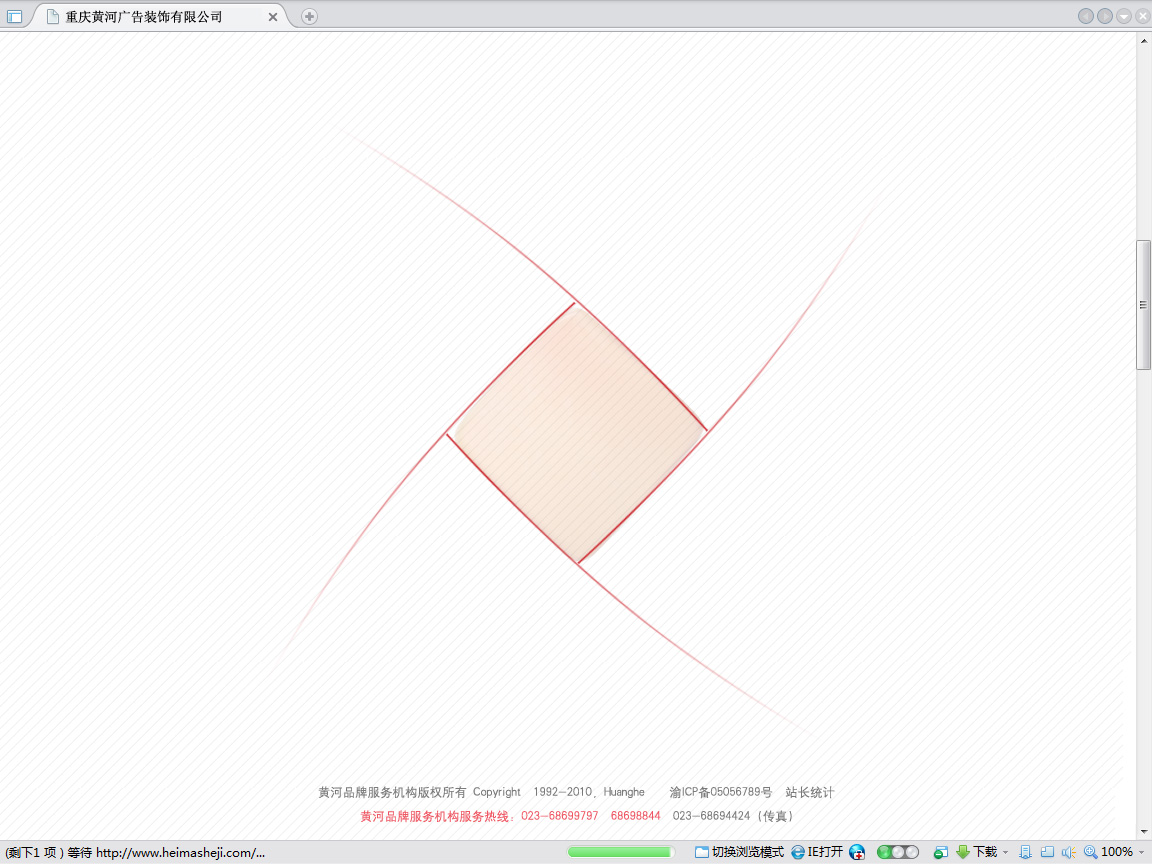 重庆黄河广告装饰有限公司
黄河品牌服务机构版权所有 Copyright 1992-2010、Huanghe 渝ICP备05056789号 站长统计
黄河品牌服务机构服务热线：023-68699797 68698844 023-68694424（传真）
(剩下1 项 ) 等待 http://www.heimasheji.com/... 切换浏览模式 IE打开 下载 100%